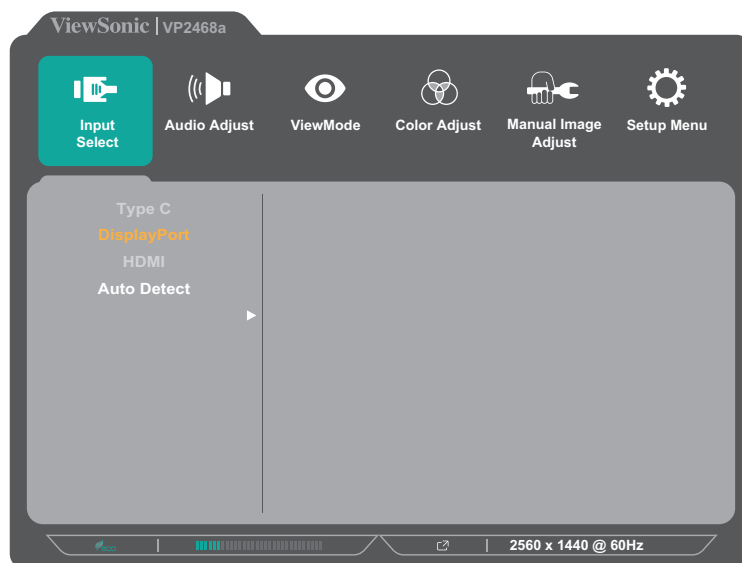 ViewSonic | VP2468a
Input
Select
Audio Adjust
ViewMode
Color Adjust
Manual Image
Adjust
Setup Menu
Type C
DisplayPort
HDMI
Auto Detect
eco | 2560 x 1440 @ 60Hz